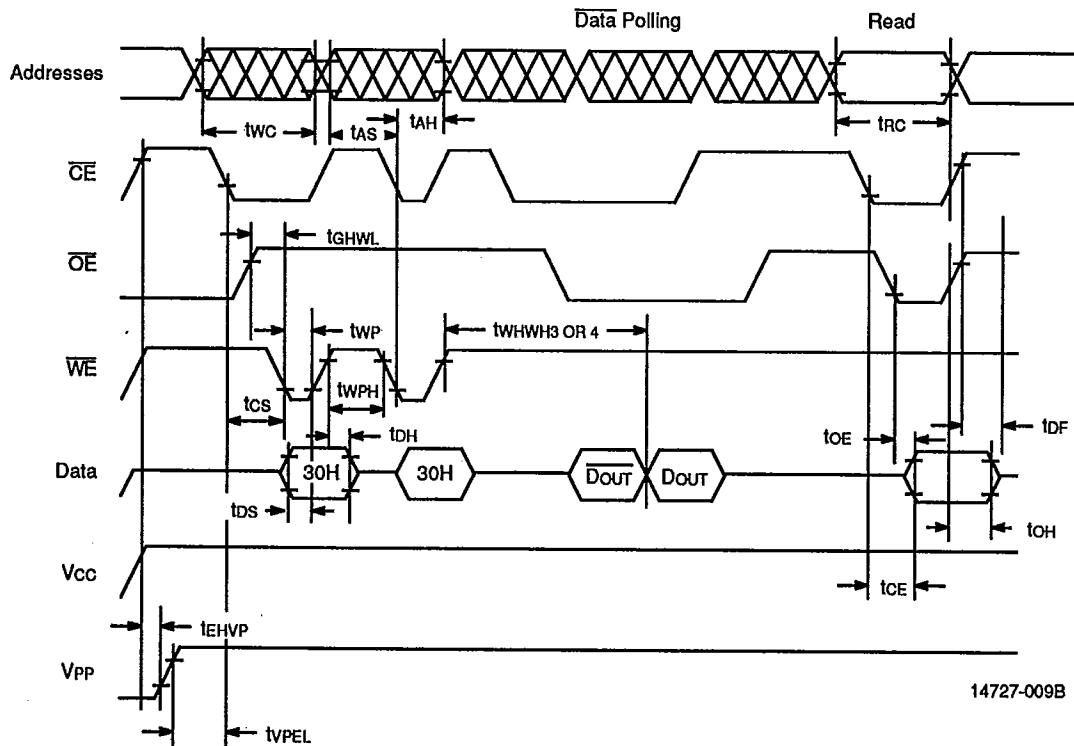 Data Polling
Read
Addresses
tWC
tAS
tAH
tRC
CE
tGHWL
OE
tWP
tWHWH3 OR 4
WE
tCS
tWPH
tDH
tOE
tDF
Data
30H
30H
DOUT
DOUT
tDS
tOH
VCC
tCE
tEHVP
VPP
14727-009B
tVPEL